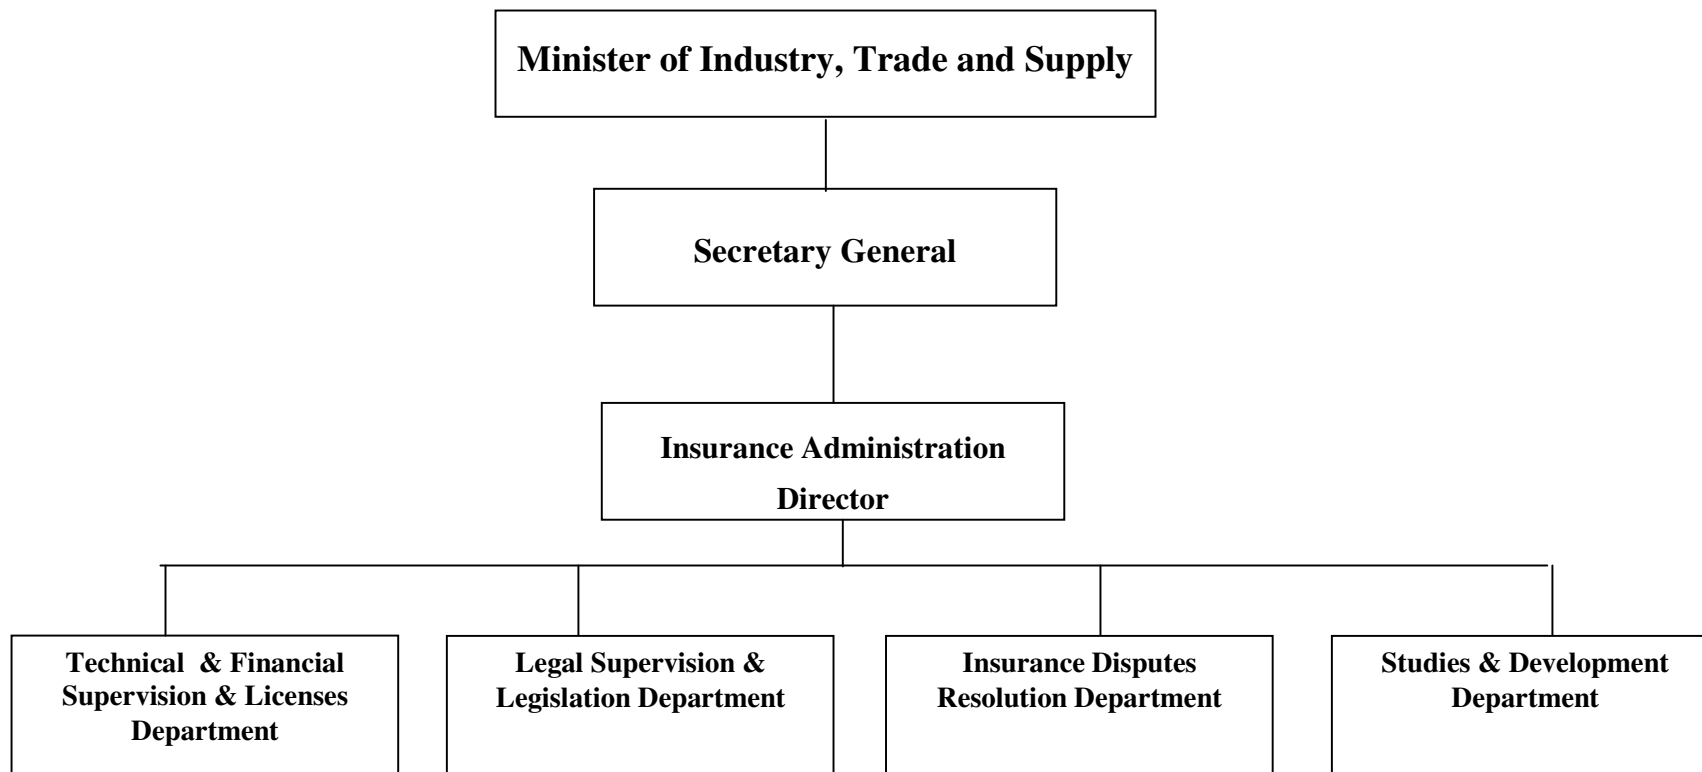 Minister of Industry, Trade and Supply
Secretary General
Insurance Administration
Director
Technical & Financial
Supervision & Licenses
Department
Legal Supervision &
Legislation Department
Insurance Disputes
Resolution Department
Studies & Development
Department